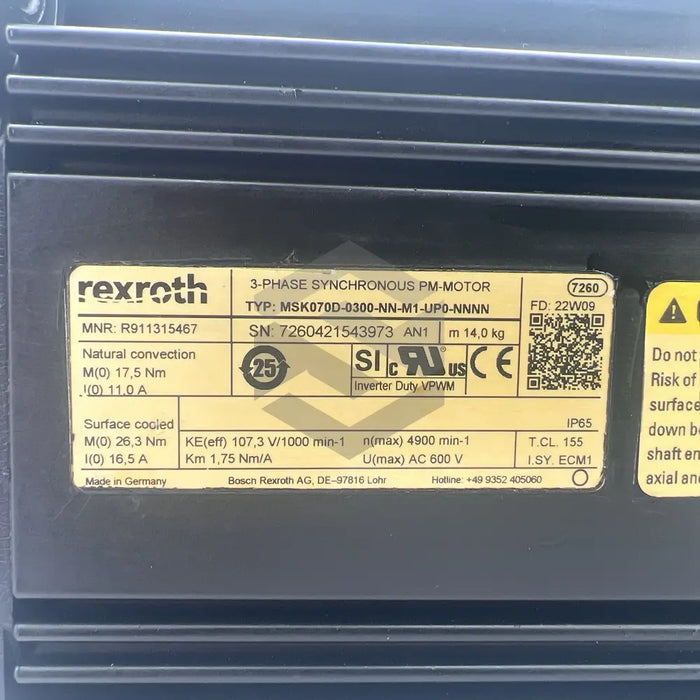 rexroth
3-PHASE SYNCHRONOUS PM-MOTOR
7260
TYP: MSK070D-0300-NN-M1-UP0-NNNN
FD: 22W09
MNR: R911315467
SN: 7260421543973 AN1
m 14,0 kg
Natural convection
M(0) 17,5 Nm
I(0) 11,0 A
25
SI
c RU us
CE
Inverter Duty VPWM
Surface cooled
IP65
M(0) 26,3 Nm
KE(eff) 107,3 V/1000 min-1
n(max) 4900 min-1
T.CL. 155
I(0) 16,5 A
Km 1,75 Nm/A
U(max) AC 600 V
I.SY. ECM1
Made in Germany
Bosch Rexroth AG, DE–97816 Lohr
Hotline: +49 9352 405060
Do not
Risk of
surface
down be
shaft en
axial and